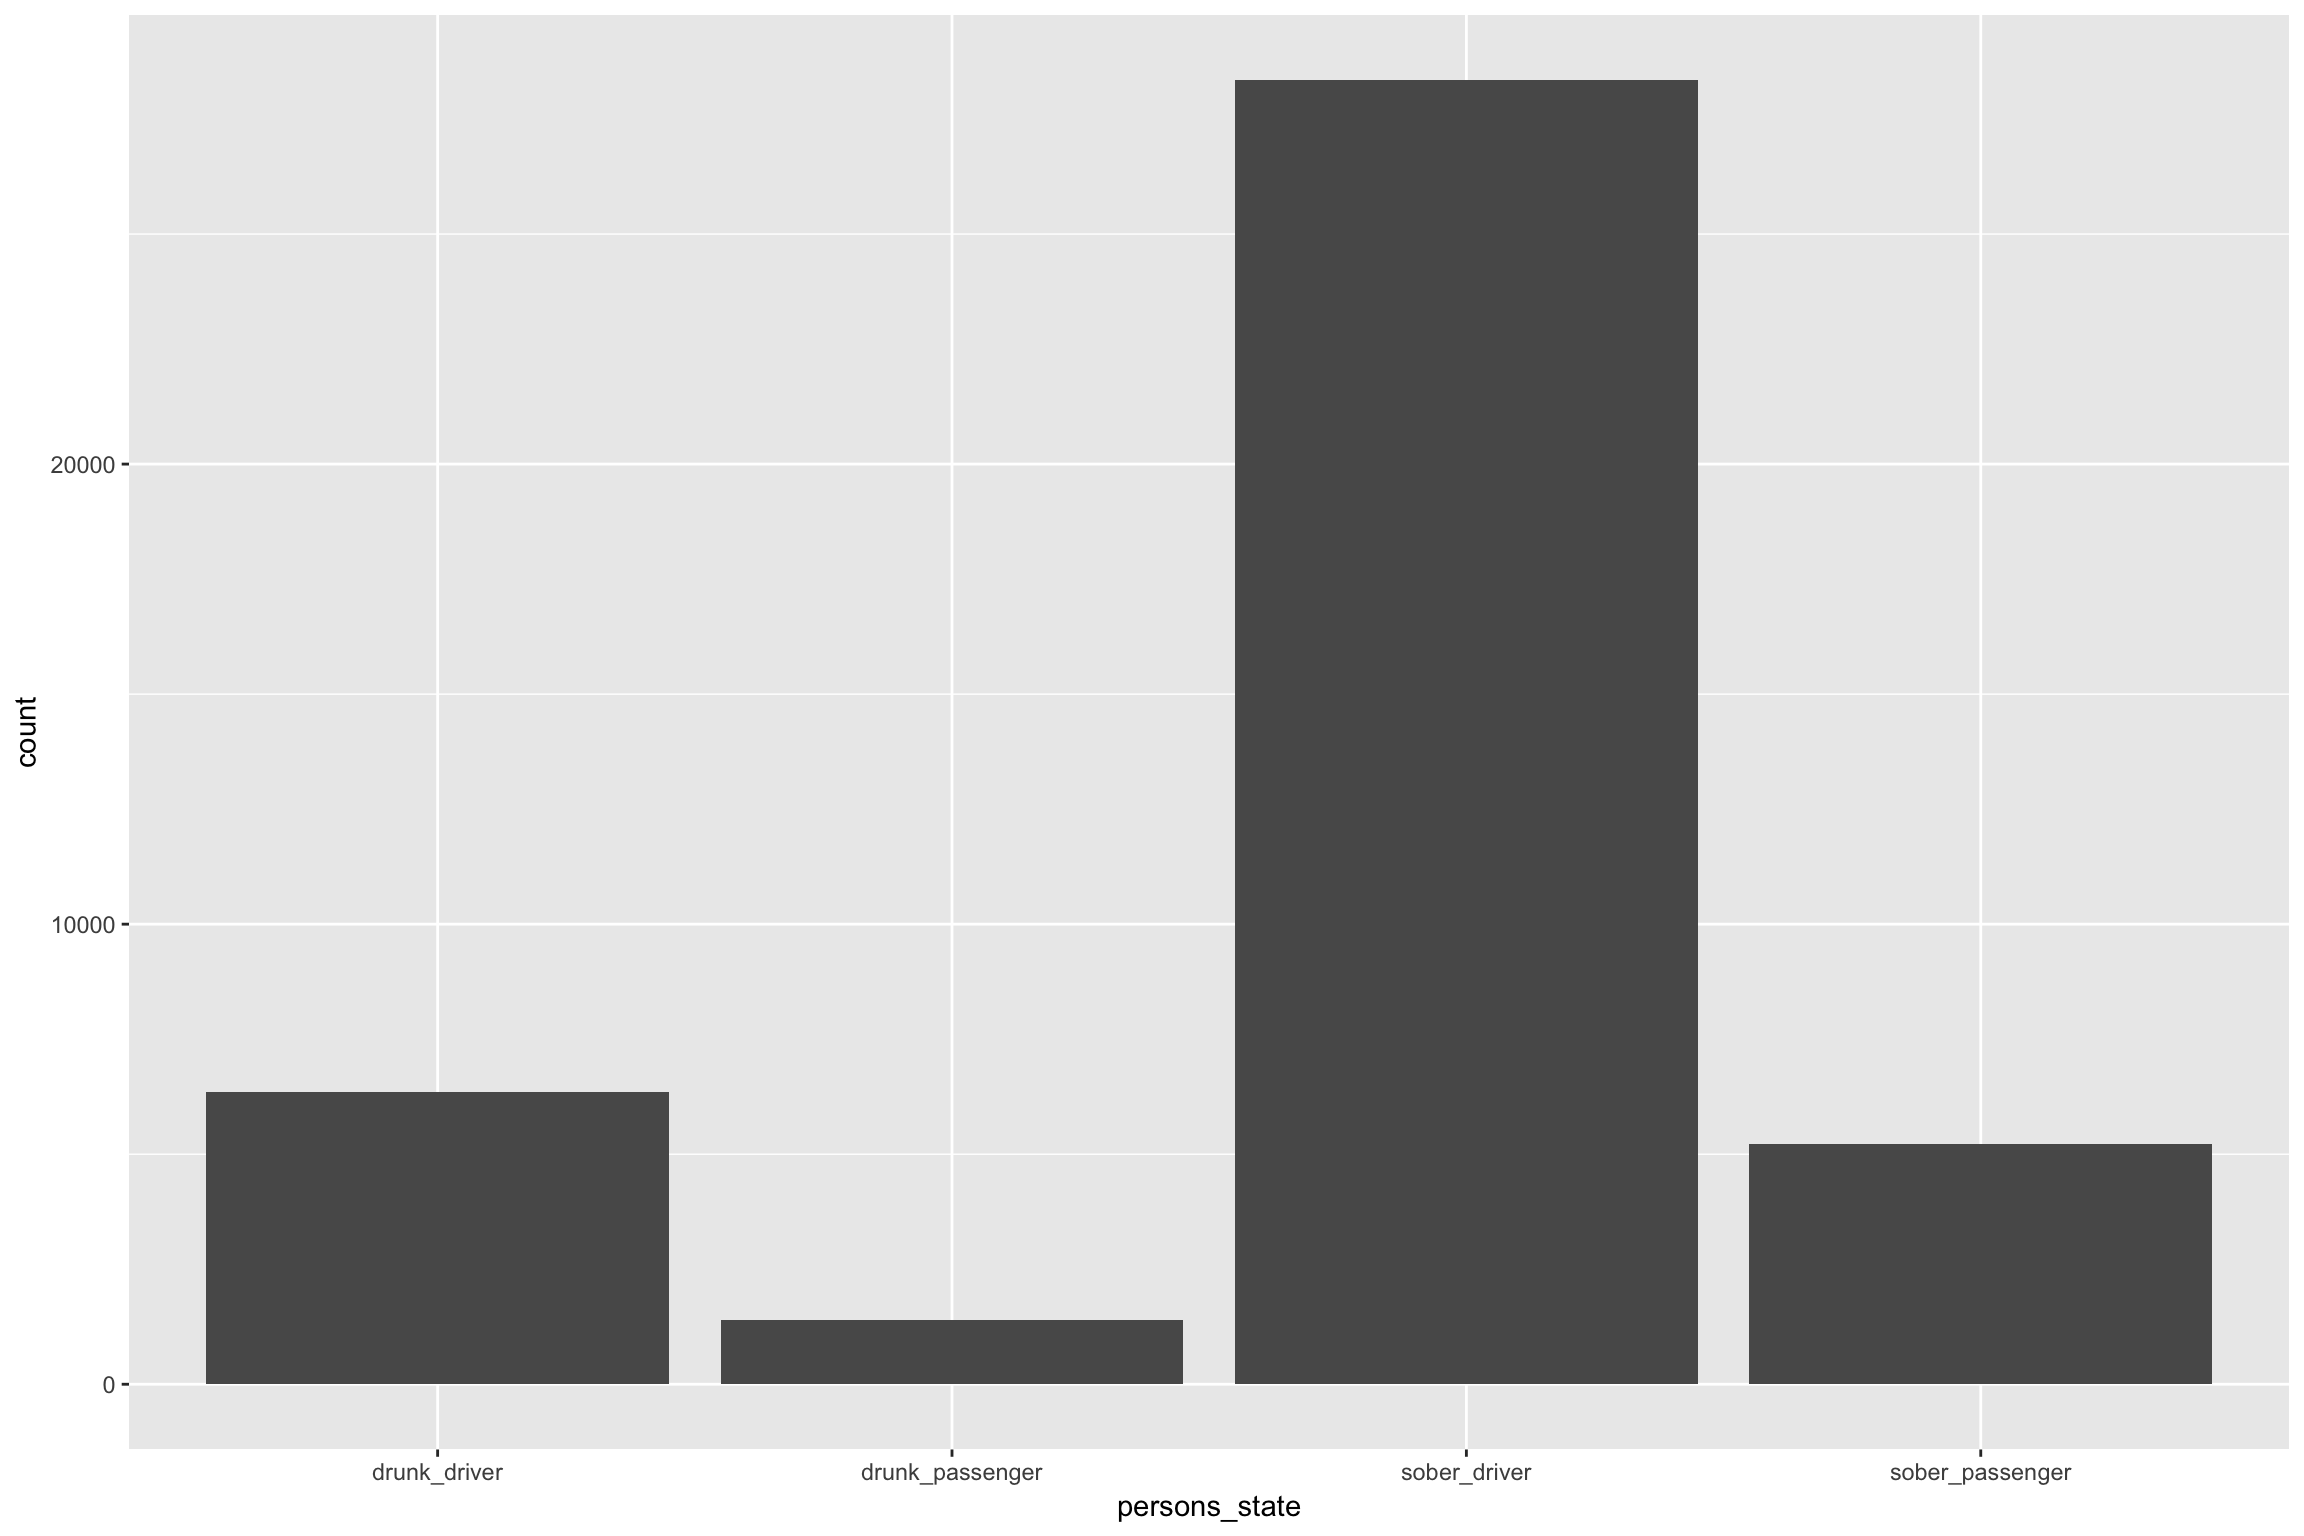 count
20000
10000
0
drunk_driver
drunk_passenger
sober_driver
sober_passenger
persons_state